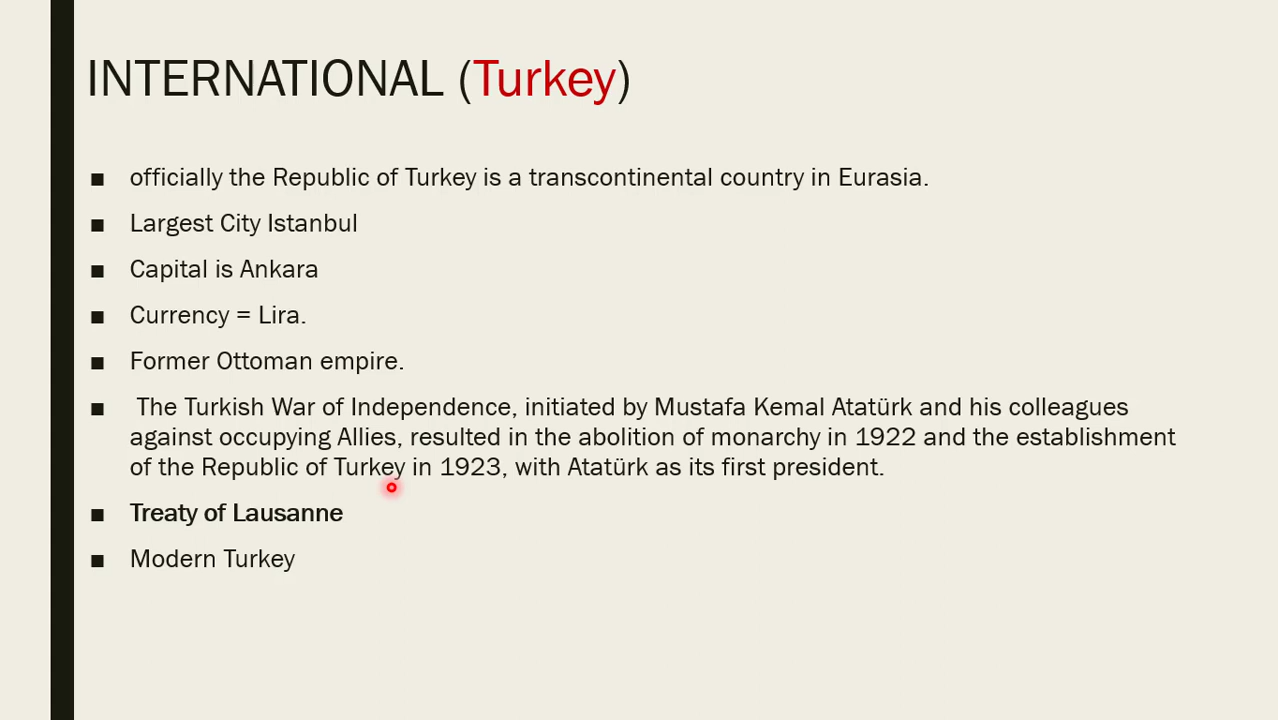 INTERNATIONAL (Turkey)
▪ officially the Republic of Turkey is a transcontinental country in Eurasia.
▪ Largest City Istanbul
▪ Capital is Ankara
▪ Currency = Lira.
▪ Former Ottoman empire.
▪ The Turkish War of Independence, initiated by Mustafa Kemal Atatürk and his colleagues
against occupying Allies, resulted in the abolition of monarchy in 1922 and the establishment
of the Republic of Turkey in 1923, with Atatürk as its first president.
▪ Treaty of Lausanne
▪ Modern Turkey